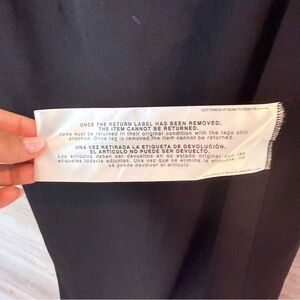 CUT THREAD AT SEAM TO REMOVE
ONCE THE RETURN LABEL HAS BEEN REMOVED,
THE ITEM CANNOT BE RETURNED.
Items must be returned in their original condition with the tags still
attached. Once tag is removed, the item cannot be returned.
UNA VEZ RETIRADA LA ETIQUETA DE DEVOLUCIÓN,
EL ARTÍCULO NO PUEDE SER DEVUELTO.
Los artículos deben ser devueltos en su estado original con las
etiquetas todavía adjuntas. Una vez que se elimina la etiqueta, no
se puede devolver el artículo.